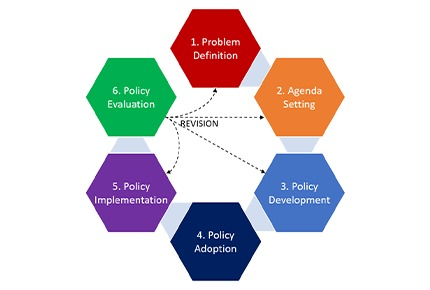 1. Problem
Definition
2. Agenda
Setting
3. Policy
Development
4. Policy
Adoption
5. Policy
Implementation
6. Policy
Evaluation
REVISION